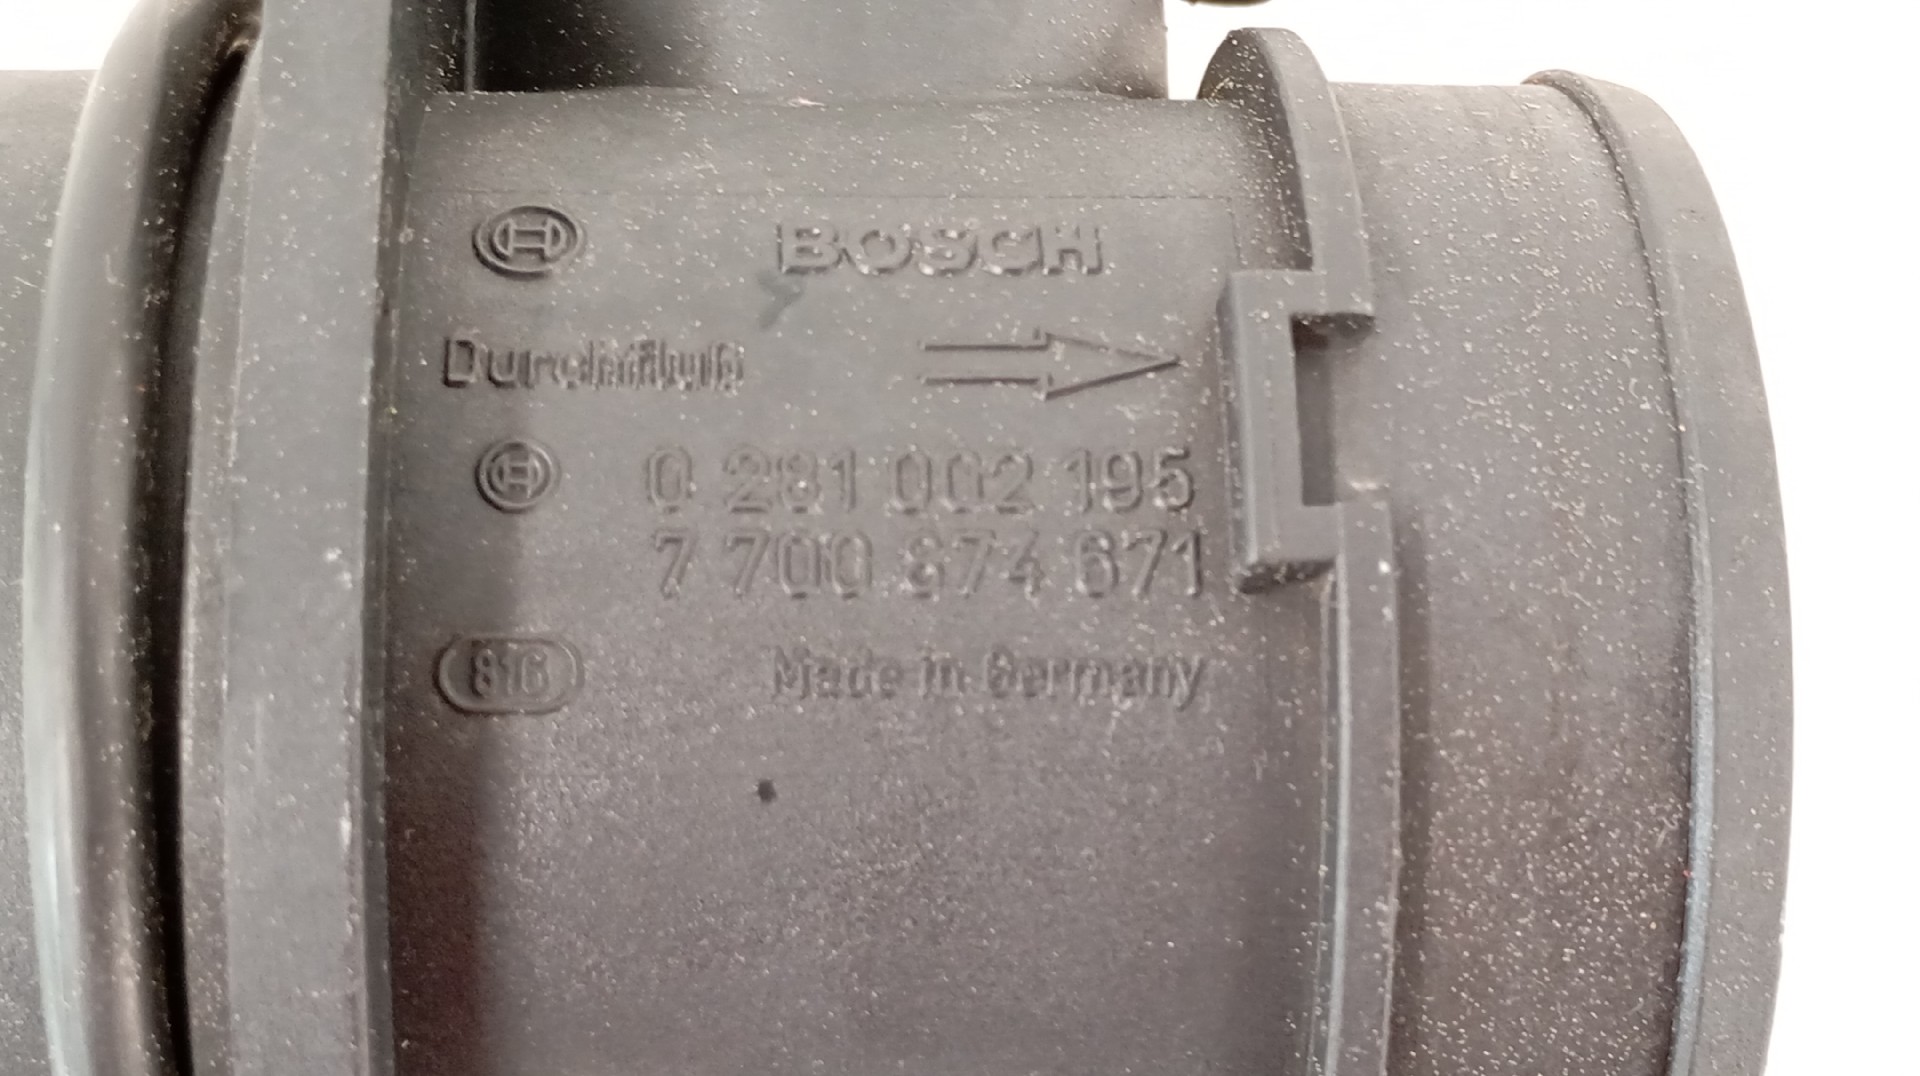 BOSCH
Durchfluß
0 281 002 195
7 700 874 671
816
Made in Germany